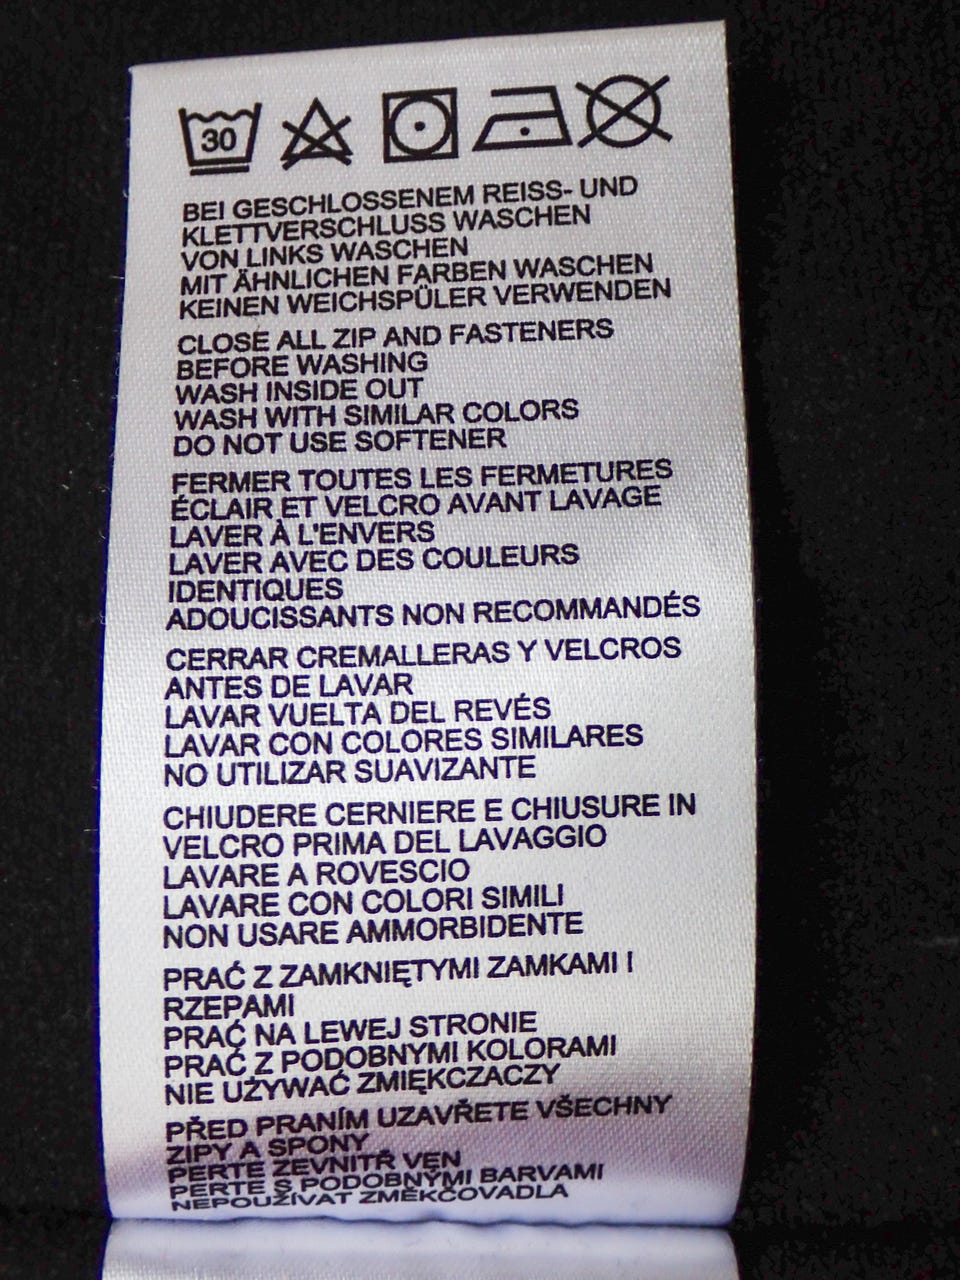 30
BEI GESCHLOSSENEM REISS- UND
KLETTVERSCHLUSS WASCHEN
VON LINKS WASCHEN
MIT ÄHNLICHEN FARBEN WASCHEN
KEINEN WEICHSPÜLER VERWENDEN
CLOSE ALL ZIP AND FASTENERS
BEFORE WASHING
WASH INSIDE OUT
WASH WITH SIMILAR COLORS
DO NOT USE SOFTENER
FERMER TOUTES LES FERMETURES
ÉCLAIR ET VELCRO AVANT LAVAGE
LAVER À L'ENVERS
LAVER AVEC DES COULEURS
IDENTIQUES
ADOUCISSANTS NON RECOMMANDÉS
CERRAR CREMALLERAS Y VELCROS
ANTES DE LAVAR
LAVAR VUELTA DEL REVÉS
LAVAR CON COLORES SIMILARES
NO UTILIZAR SUAVIZANTE
CHIUDERE CERNIERE E CHIUSURE IN
VELCRO PRIMA DEL LAVAGGIO
LAVARE A ROVESCIO
LAVARE CON COLORI SIMILI
NON USARE AMMORBIDENTE
PRAĆ Z ZAMKNIĘTYMI ZAMKAMI I
RZEPAMI
PRAĆ NA LEWEJ STRONIE
PRAĆ Z PODOBNYMI KOLORAMI
NIE UŻYWAĆ ZMIĘKCZACZY
PŘED PRANÍM UZAVŘETE VŠECHNY
ZIPY A SPONY
PERTE ZEVNITŘ VEN
PERTE S PODOBNÝMI BARVAMI
NEPOUŽÍVAT ZMĚKČOVADLA